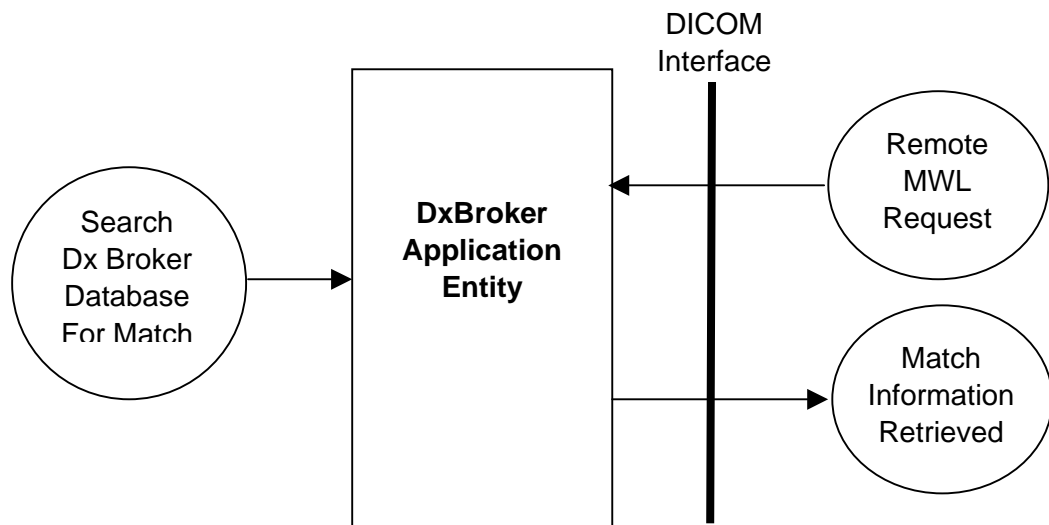 DICOM
Interface
Remote
MWL
Request
Search
Dx Broker
Database
For Match
DxBroker
Application
Entity
Match
Information
Retrieved